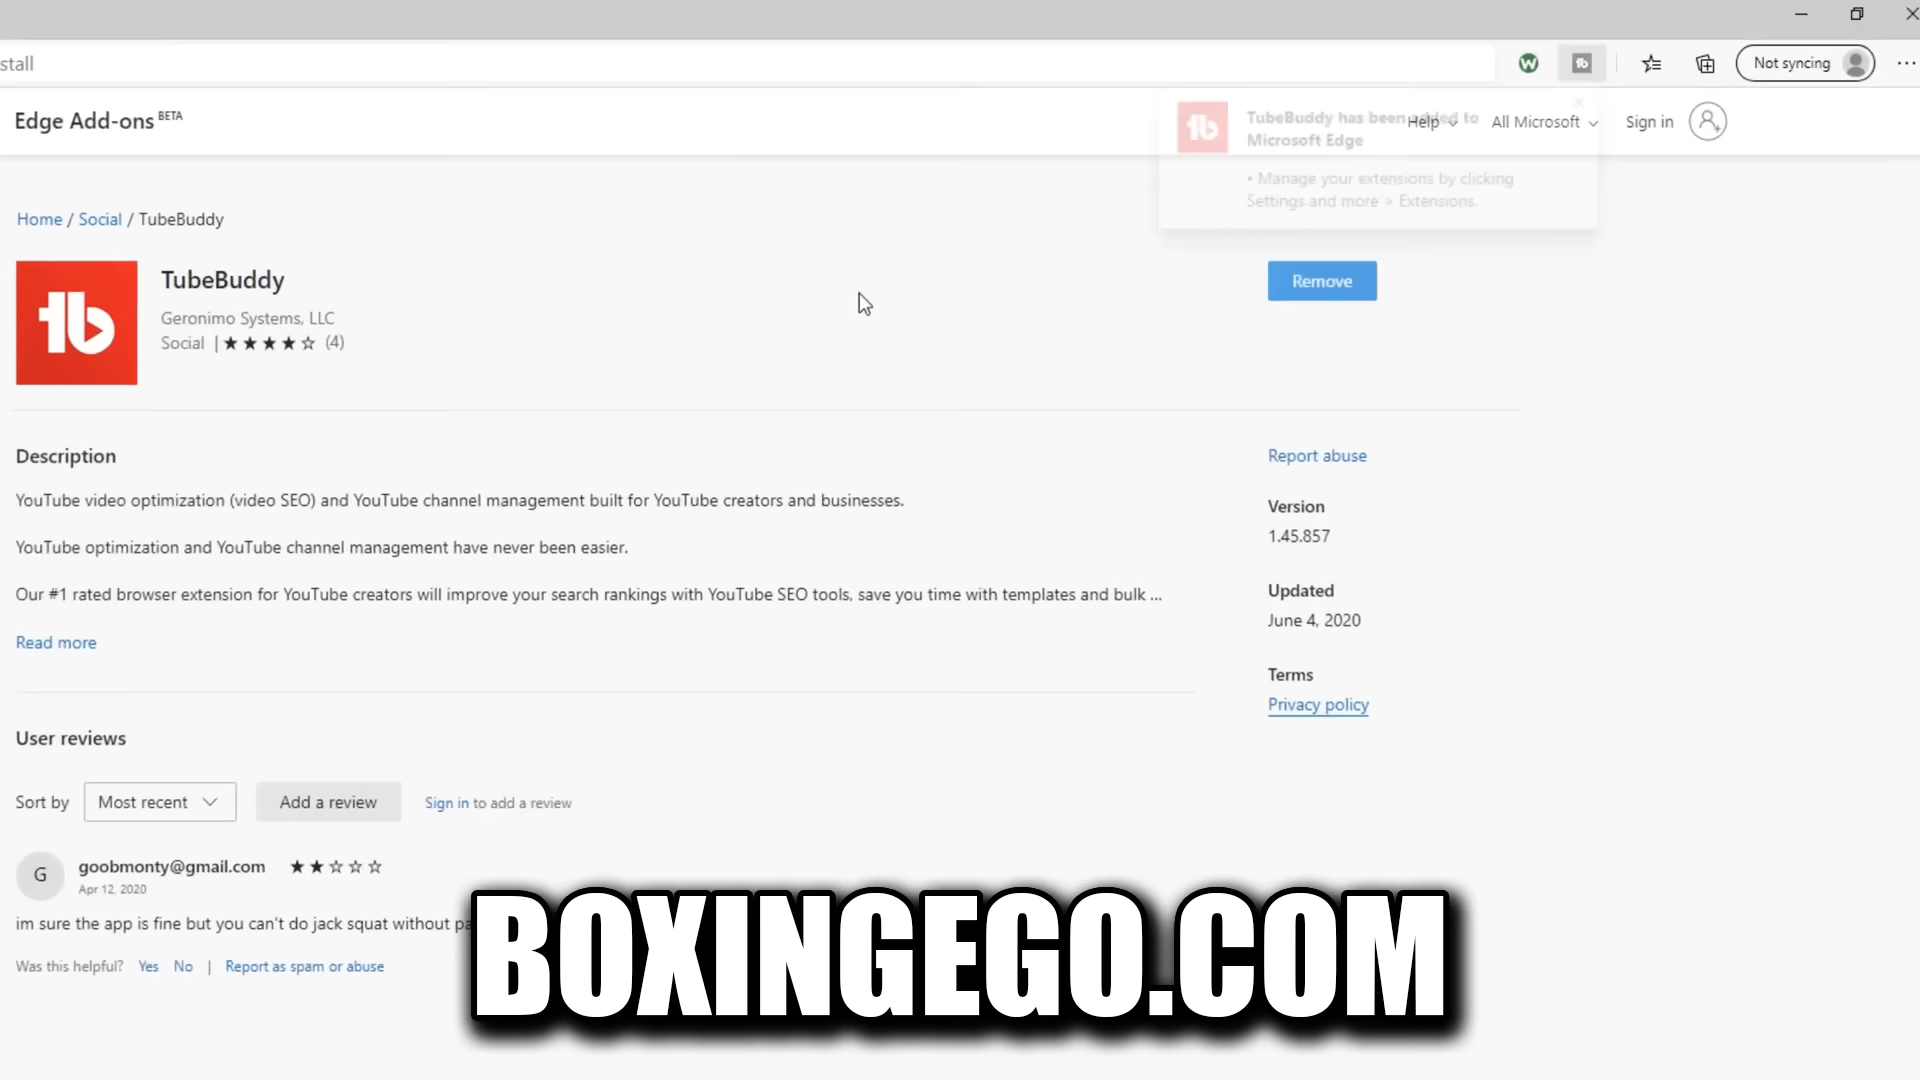 stall
Not syncing
Edge Add-ons BETA
TubeBuddy has been added to
Microsoft Edge
Help
All Microsoft
Sign in
• Manage your extensions by clicking
Settings and more > Extensions.
Home / Social / TubeBuddy
tb
TubeBuddy
Geronimo Systems, LLC
Social | ★ ★ ★ ★ ☆ (4)
Remove
Description
YouTube video optimization (video SEO) and YouTube channel management built for YouTube creators and businesses.
YouTube optimization and YouTube channel management have never been easier.
Our #1 rated browser extension for YouTube creators will improve your search rankings with YouTube SEO tools, save you time with templates and bulk ...
Read more
Report abuse
Version
1.45.857
Updated
June 4, 2020
Terms
Privacy policy
User reviews
Sort by Most recent Add a review Sign in to add a review
G
goobmonty@gmail.com ★ ★ ☆ ☆ ☆
Apr 12, 2020
im sure the app is fine but you can't do jack squat without
Was this helpful? Yes No | Report as spam or abuse
BOXINGEGO.COM